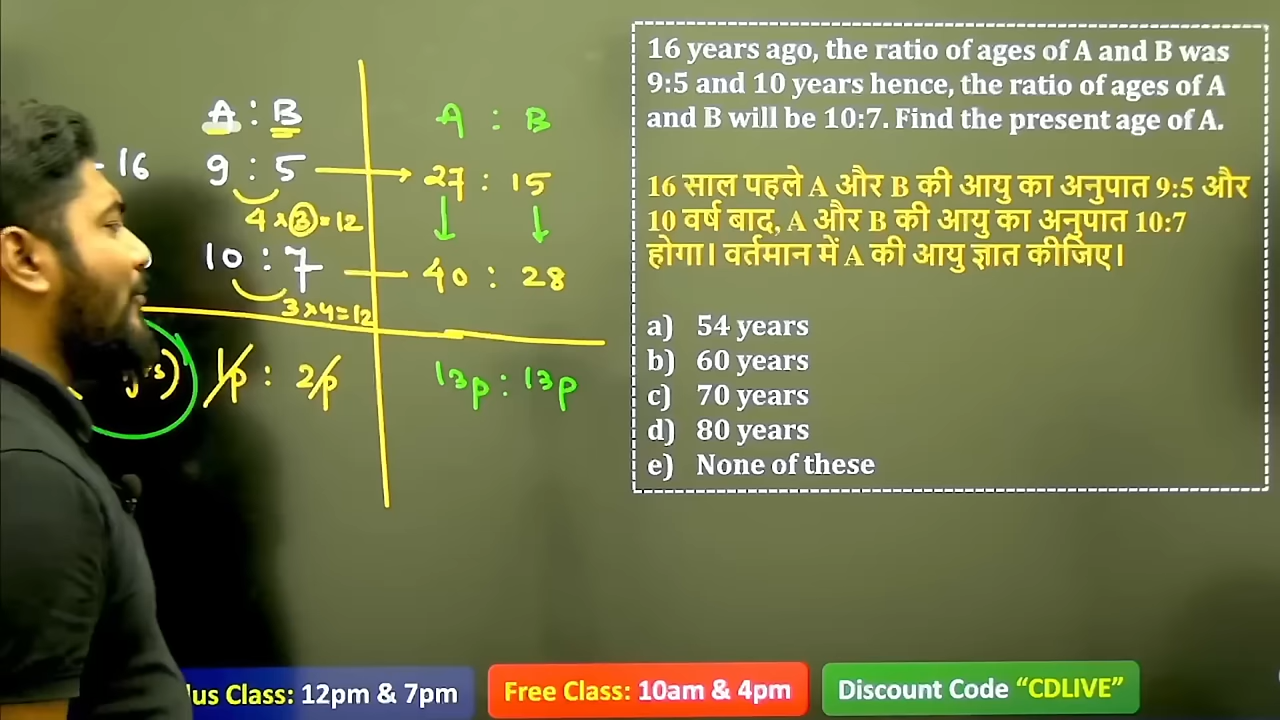 A : B
- 16 9 : 5
4 × 3 = 12
10 : 7
3 × 4 = 12
1p : 2p
A : B
27 : 15
40 : 28
13p : 13p
16 years ago, the ratio of ages of A and B was
9:5 and 10 years hence, the ratio of ages of A
and B will be 10:7. Find the present age of A.
16 साल पहले A और B की आयु का अनुपात 9:5 और
10 वर्ष बाद, A और B की आयु का अनुपात 10:7
होगा। वर्तमान में A की आयु ज्ञात कीजिए।
a) 54 years
b) 60 years
c) 70 years
d) 80 years
e) None of these
Class: 12pm & 7pm
Free Class: 10am & 4pm
Discount Code “CDLIVE”